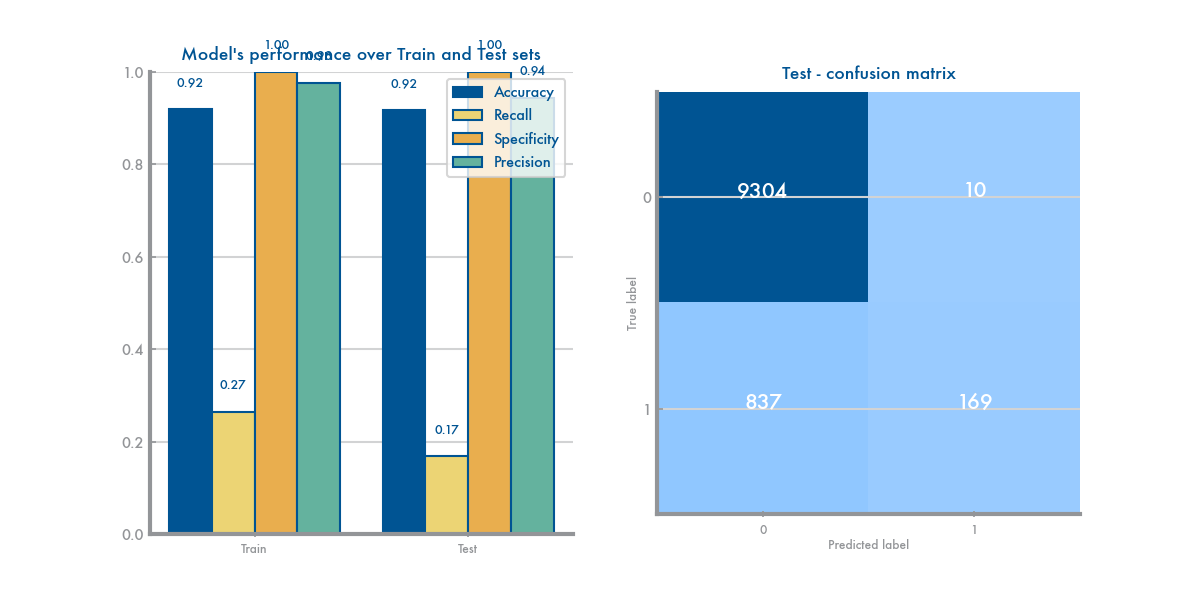 Model's performance over Train and Test sets
1.00
0.98
1.00
0.94
0.92
0.92
0.27
0.17
1.0
0.8
0.6
0.4
0.2
0.0
Accuracy
Recall
Specificity
Precision
Train
Test
Test - confusion matrix
True label
0
1
9304
10
837
169
0
1
Predicted label